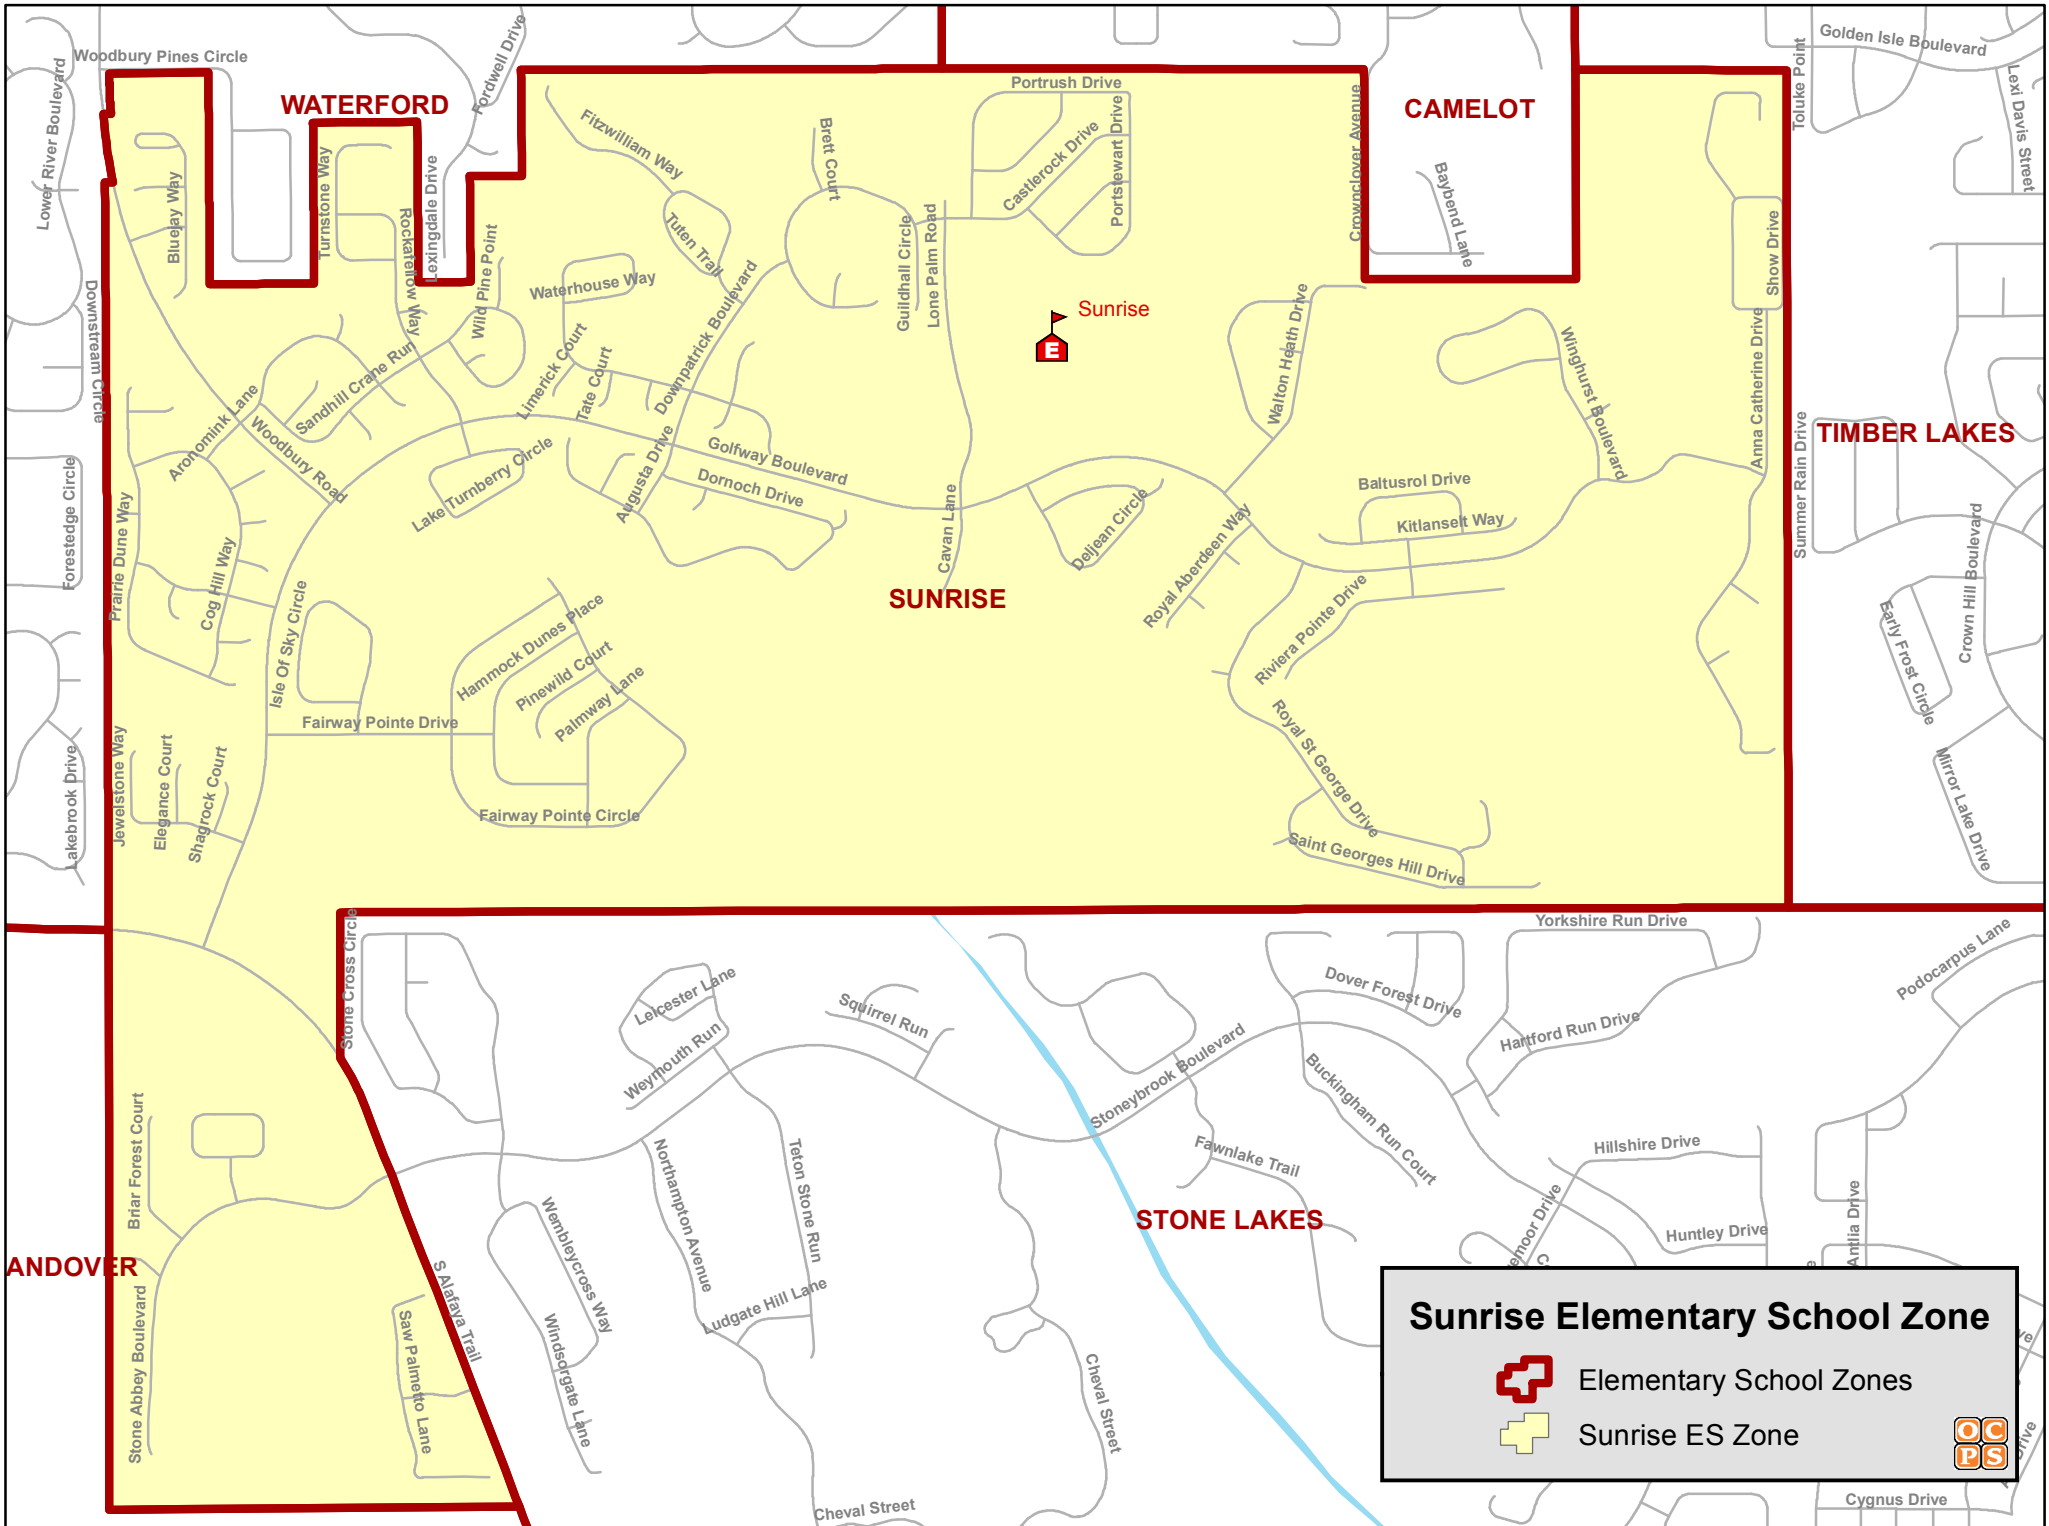 Woodbury Pines Circle
Fordwell Drive
Golden Isle Boulevard
Toluke Point
Lexi Davis Street
Lower River Boulevard
WATERFORD
CAMELOT
Portrush Drive
Fitzwilliam Way
Brett Court
Castlerock Drive
Portstewart Drive
Crownclover Avenue
Baybend Lane
Bluejay Way
Turnstone Way
Rockafellow Way
Lexingdale Drive
Wild Pine Point
Tuten Trail
Waterhouse Way
Guildhall Circle
Lone Palm Road
Show Drive
Downstream Circle
Sunrise
E
Downpatrick Boulevard
Limerick Court
Tate Court
Walton Heath Drive
Winghurst Boulevard
Anna Catherine Drive
Sandhill Crane Run
Aronomink Lane
Woodbury Road
Golfway Boulevard
Dornoch Drive
Augusta Drive
Lake Turnberry Circle
TIMBER LAKES
Summer Rain Drive
Forestedge Circle
Prairie Dune Way
Cog Hill Way
Cavan Lane
Deljean Circle
Royal Aberdeen Way
Baltusrol Drive
Kitlanselt Way
Crown Hill Boulevard
SUNRISE
Isle Of Sky Circle
Hammock Dunes Place
Pinewild Court
Palmway Lane
Riviera Pointe Drive
Early Frost Circle
Fairway Pointe Drive
Royal St George Drive
Lakebrook Drive
Jewelstone Way
Elegance Court
Shagrock Court
Fairway Pointe Circle
Saint Georges Hill Drive
Mirror Lake Drive
Stone Cross Circle
Yorkshire Run Drive
Podocarpus Lane
Leicester Lane
Weymouth Run
Squirrel Run
Dover Forest Drive
Hartford Run Drive
Stoneybrook Boulevard
Buckingham Run Court
Briar Forest Court
Northampton Avenue
Teton Stone Run
Fawnlake Trail
Hillshire Drive
STONE LAKES
Huntley Drive
Antlia Drive
emoor Drive
ANDOVER
Wembleycross Way
S Alafaya Trail
Stone Abbey Boulevard
Saw Palmetto Lane
Windsorgate Lane
Ludgate Hill Lane
Cheval Street
Cheval Street
Sunrise Elementary School Zone
Elementary School Zones
Sunrise ES Zone
OC
PS
Cygnus Drive